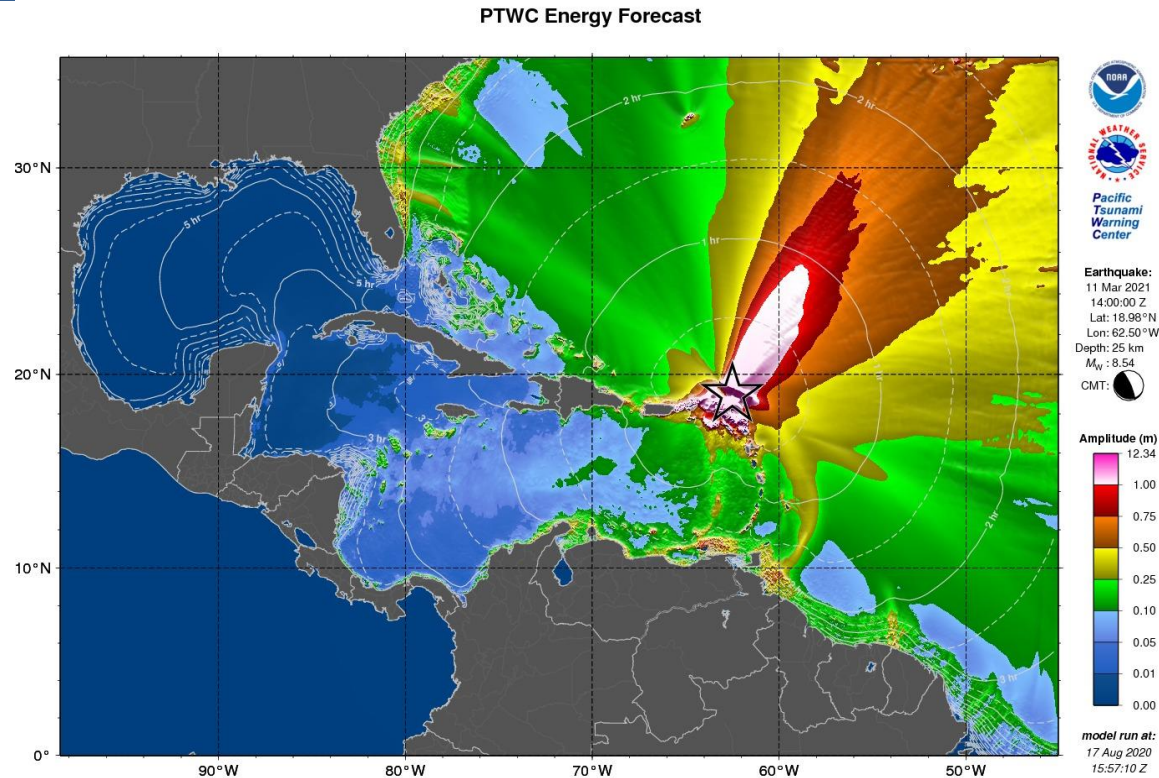 PTWC Energy Forecast
30°N
20°N
10°N
0°
90°W
80°W
70°W
60°W
50°W
2 hr
2 hr
1 hr
5 hr
5 hr
3 hr
1 hr
2 hr
3 hr
NOAA
NATIONAL WEATHER SERVICE
Pacific
Tsunami
Warning
Center
Earthquake:
11 Mar 2021
14:00:00 Z
Lat: 18.98°N
Lon: 62.50°W
Depth: 25 km
Mw : 8.54
CMT:
Amplitude (m)
12.34
1.00
0.75
0.50
0.25
0.10
0.05
0.01
0.00
model run at:
17 Aug 2020
15:57:10 Z